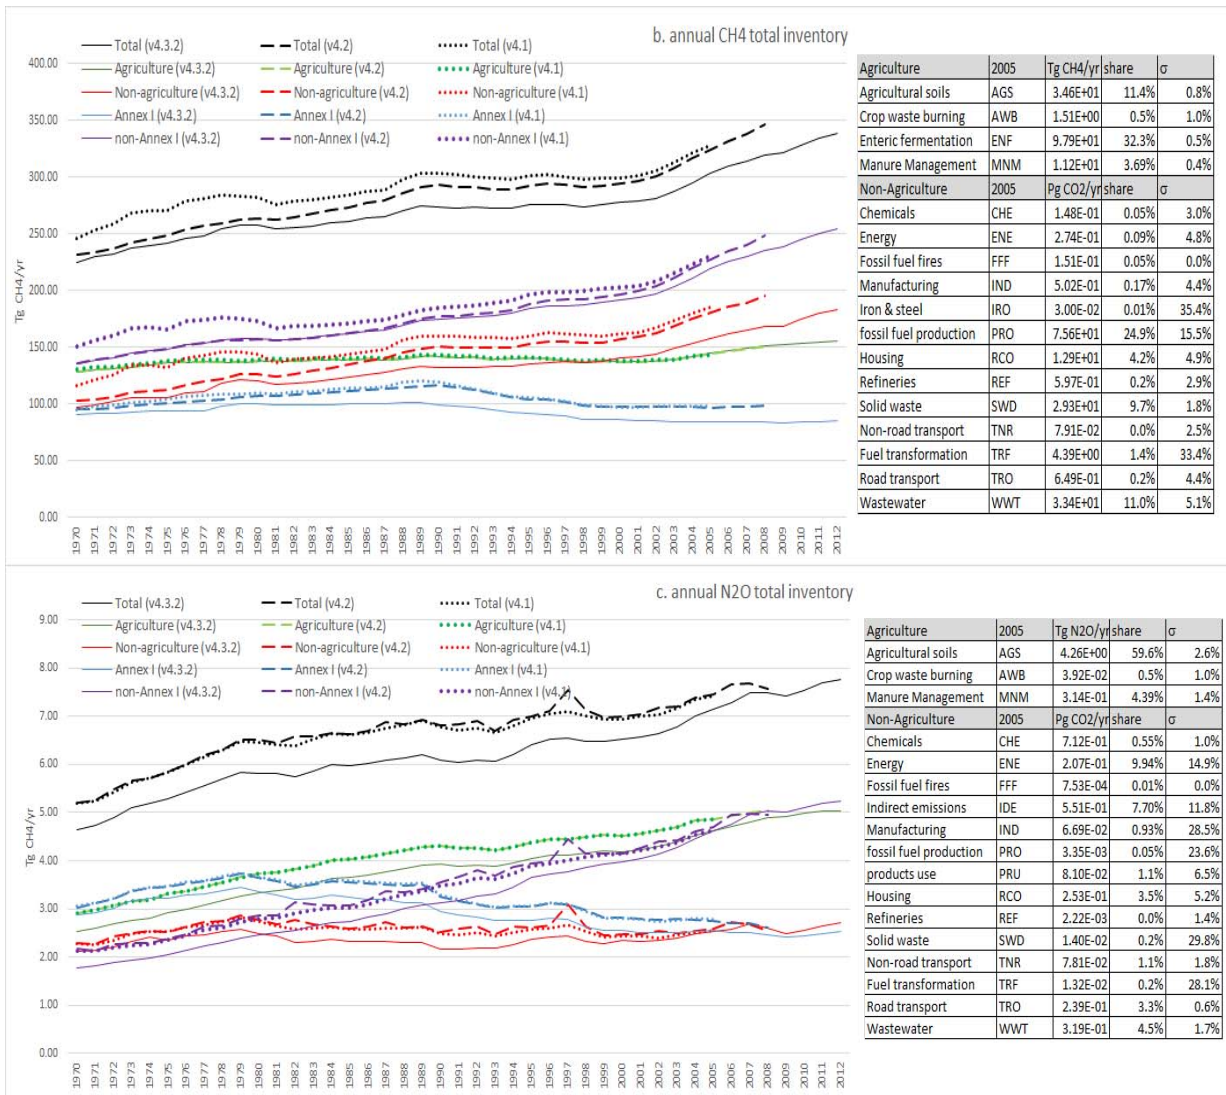 b. annual CH4 total inventory
Total (v4.3.2) Total (v4.2) Total (v4.1)
Agriculture (v4.3.2) Agriculture (v4.2) Agriculture (v4.1)
Non-agriculture (v4.3.2) Non-agriculture (v4.2) Non-agriculture (v4.1)
Annex I (v4.3.2) Annex I (v4.2) Annex I (v4.1)
non-Annex I (v4.3.2) non-Annex I (v4.2) non-Annex I (v4.1)
Tg CH4/yr
400.00
350.00
300.00
250.00
200.00
150.00
100.00
50.00
0.00
1970 1971 1972 1973 1974 1975 1976 1977 1978 1979 1980 1981 1982 1983 1984 1985 1986 1987 1988 1989 1990 1991 1992 1993 1994 1995 1996 1997 1998 1999 2000 2001 2002 2003 2004 2005 2006 2007 2008 2009 2010 2011 2012
Agriculture 2005 Tg CH4/yr share σ
Agricultural soils AGS 3.46E+01 11.4% 0.8%
Crop waste burning AWB 1.51E+00 0.5% 1.0%
Enteric fermentation ENF 9.79E+01 32.3% 0.5%
Manure Management MNM 1.12E+01 3.69% 0.4%
Non-Agriculture 2005 Pg CO2/yr share σ
Chemicals CHE 1.48E-01 0.05% 3.0%
Energy ENE 2.74E-01 0.09% 4.8%
Fossil fuel fires FFF 1.51E-01 0.05% 0.0%
Manufacturing IND 5.02E-01 0.17% 4.4%
Iron & steel IRO 3.00E-02 0.01% 35.4%
fossil fuel production PRO 7.56E+01 24.9% 15.5%
Housing RCO 1.29E+01 4.2% 4.9%
Refineries REF 5.97E-01 0.2% 2.9%
Solid waste SWD 2.93E+01 9.7% 1.8%
Non-road transport TNR 7.91E-02 0.0% 2.5%
Fuel transformation TRF 4.39E+00 1.4% 33.4%
Road transport TRO 6.49E-01 0.2% 4.4%
Wastewater WWT 3.34E+01 11.0% 5.1%
c. annual N2O total inventory
Total (v4.3.2) Total (v4.2) Total (v4.1)
Agriculture (v4.3.2) Agriculture (v4.2) Agriculture (v4.1)
Non-agriculture (v4.3.2) Non-agriculture (v4.2) Non-agriculture (v4.1)
Annex I (v4.3.2) Annex I (v4.2) Annex I (v4.1)
non-Annex I (v4.3.2) non-Annex I (v4.2) non-Annex I (v4.1)
Tg CH4/yr
9.00
8.00
7.00
6.00
5.00
4.00
3.00
2.00
1.00
0.00
1970 1971 1972 1973 1974 1975 1976 1977 1978 1979 1980 1981 1982 1983 1984 1985 1986 1987 1988 1989 1990 1991 1992 1993 1994 1995 1996 1997 1998 1999 2000 2001 2002 2003 2004 2005 2006 2007 2008 2009 2010 2011 2012
Agriculture 2005 Tg N2O/yr share σ
Agricultural soils AGS 4.26E+00 59.6% 2.6%
Crop waste burning AWB 3.92E-02 0.5% 1.0%
Manure Management MNM 3.14E-01 4.39% 1.4%
Non-Agriculture 2005 Pg CO2/yr share σ
Chemicals CHE 7.12E-01 0.55% 1.0%
Energy ENE 2.07E-01 9.94% 14.9%
Fossil fuel fires FFF 7.53E-04 0.01% 0.0%
Indirect emissions IDE 5.51E-01 7.70% 11.8%
Manufacturing IND 6.69E-02 0.93% 28.5%
fossil fuel production PRO 3.35E-03 0.05% 23.6%
products use PRU 8.10E-02 1.1% 6.5%
Housing RCO 2.53E-01 3.5% 5.2%
Refineries REF 2.22E-03 0.0% 1.4%
Solid waste SWD 1.40E-02 0.2% 29.8%
Non-road transport TNR 7.81E-02 1.1% 1.8%
Fuel transformation TRF 1.32E-02 0.2% 28.1%
Road transport TRO 2.39E-01 3.3% 0.6%
Wastewater WWT 3.19E-01 4.5% 1.7%